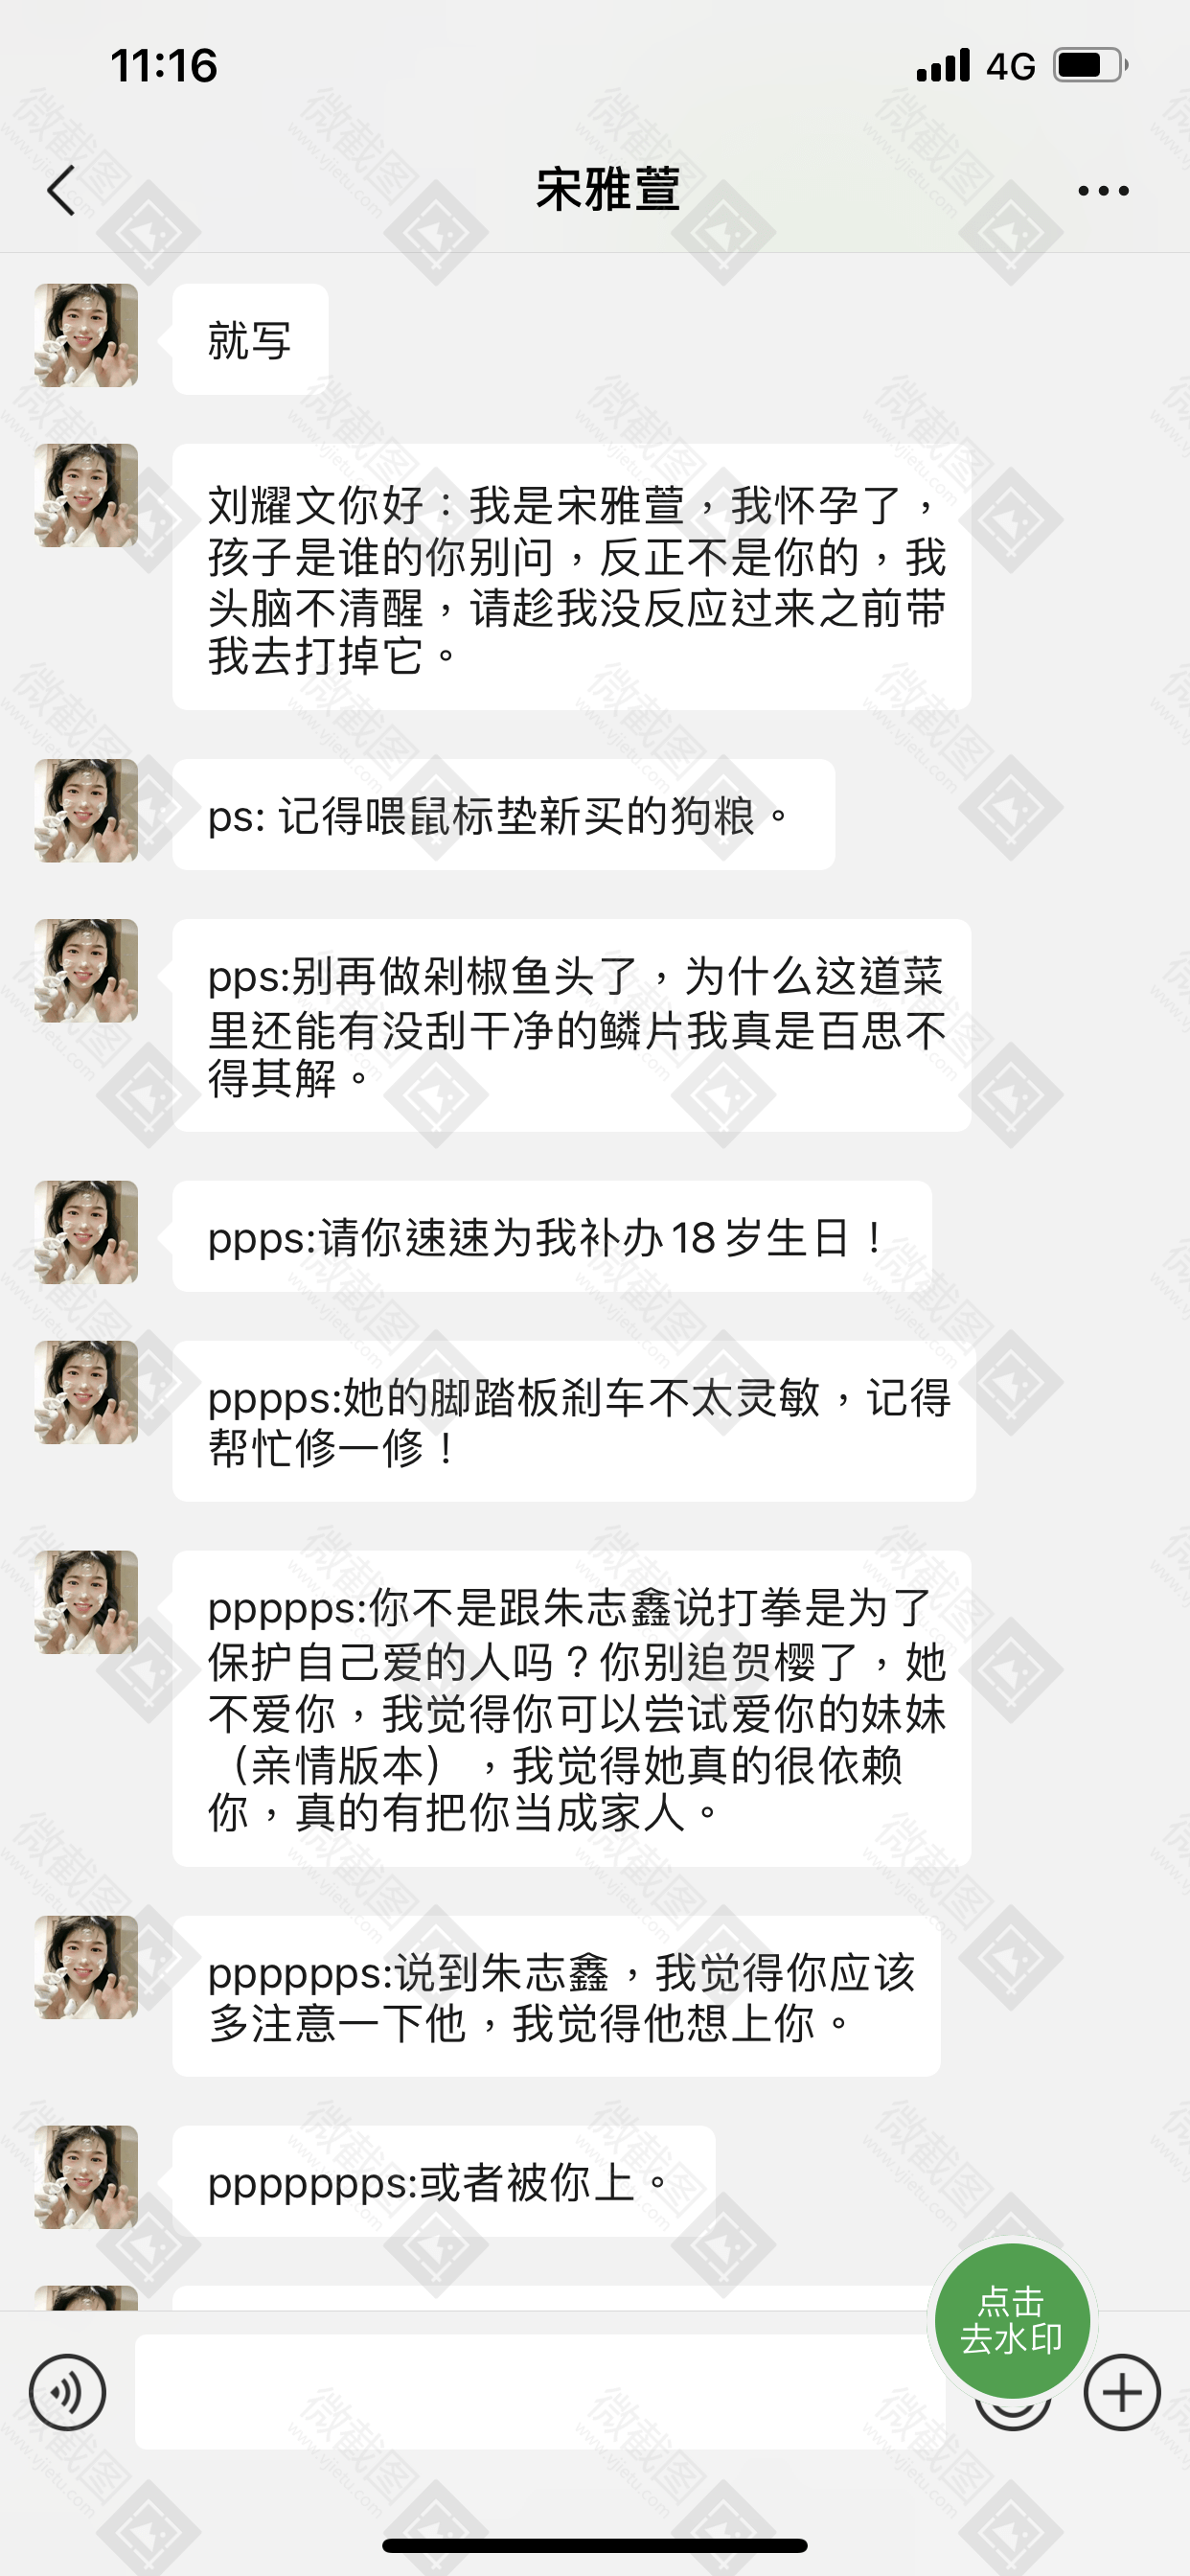 11:16
4G
宋雅萱
就写
刘耀文你好：我是宋雅萱，我怀孕了，
孩子是谁的你别问，反正不是你的，我
头脑不清醒，请趁我没反应过来之前带
我去打掉它。
ps: 记得喂鼠标垫新买的狗粮。
pps:别再做剁椒鱼头了，为什么这道菜
里还能有没刮干净的鳞片我真是百思不
得其解。
ppps:请你速速为我补办18岁生日！
pppps:她的脚踏板刹车不太灵敏，记得
帮忙修一修！
ppppps:你不是跟朱志鑫说打拳是为了
保护自己爱的人吗？你别追贺樱了，她
不爱你，我觉得你可以尝试爱你的妹妹
（亲情版本），我觉得她真的很依赖
你，真的有把你当成家人。
pppppps:说到朱志鑫，我觉得你应该
多注意一下他，我觉得他想上你。
ppppppps:或者被你上。
点击
去水印
微截图
www.vjietu.com